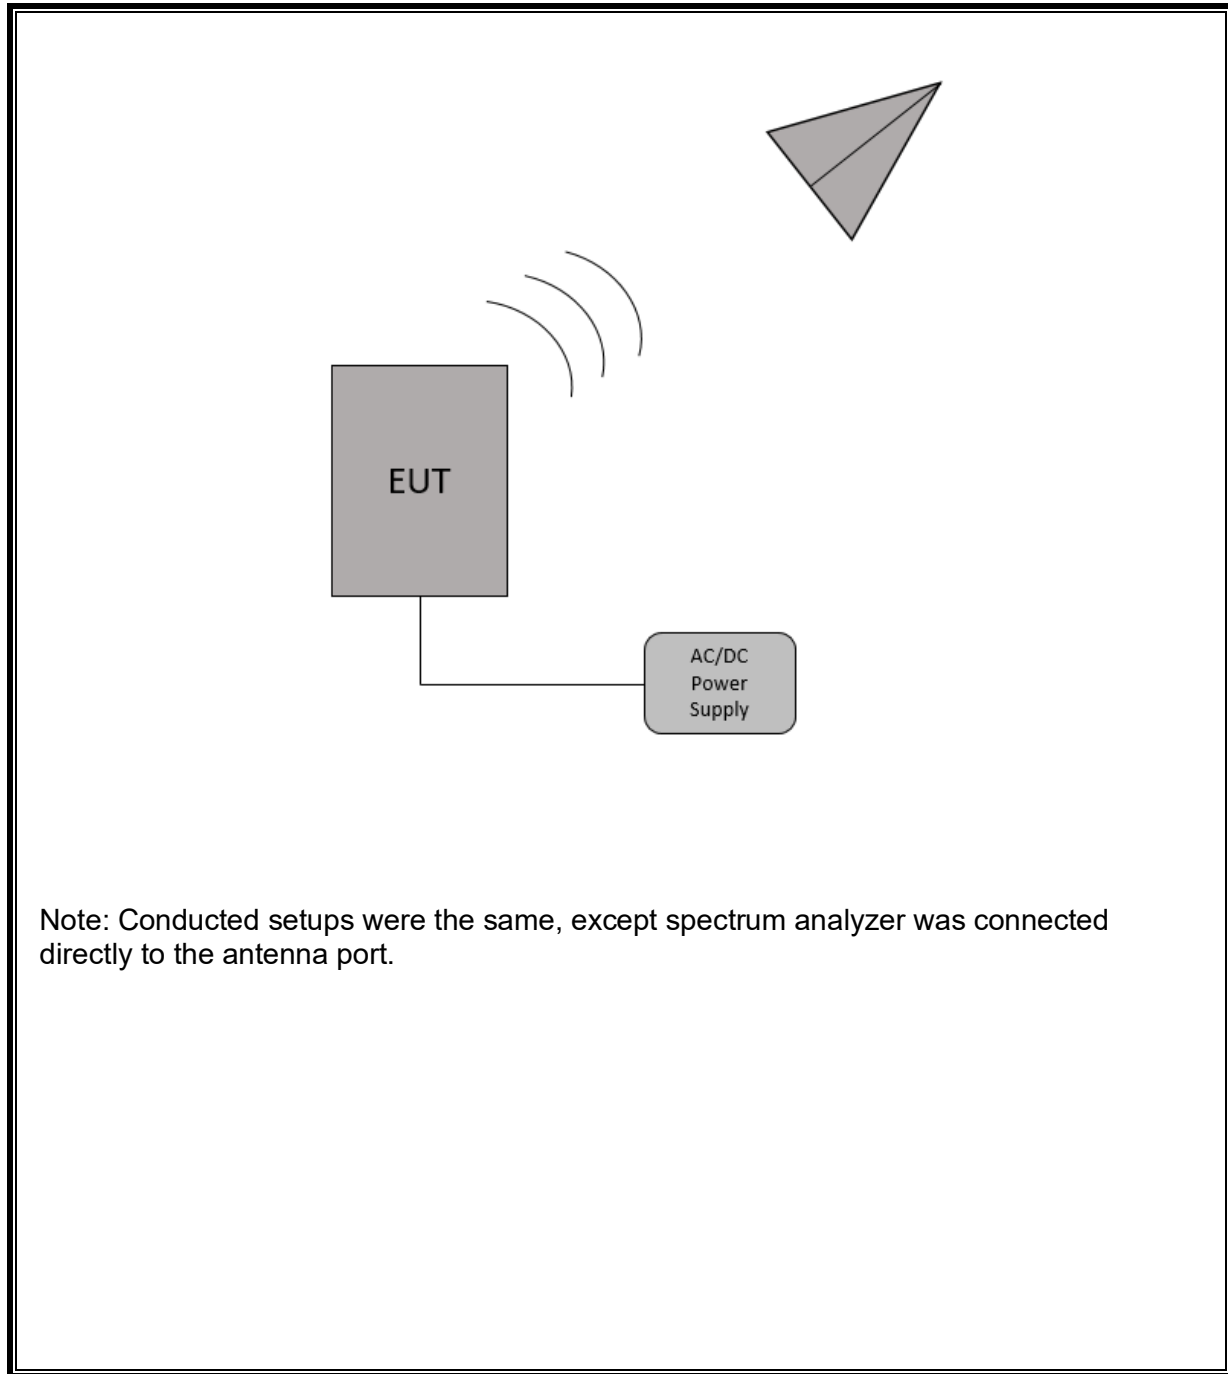 EUT
AC/DC
Power
Supply
Note: Conducted setups were the same, except spectrum analyzer was connected
directly to the antenna port.